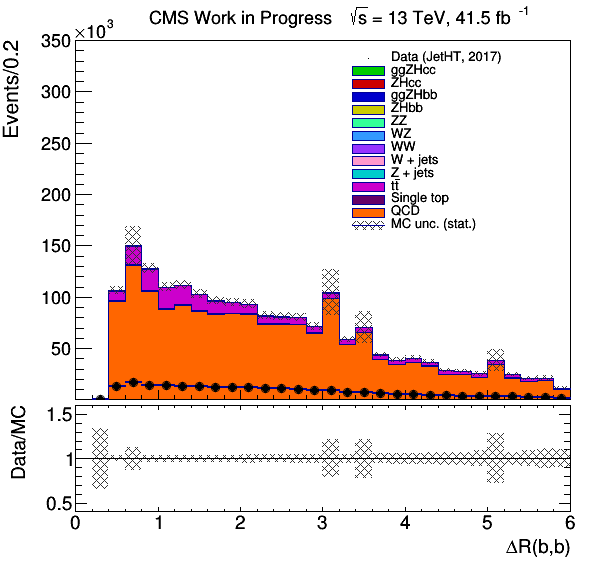 CMS Work in Progress √s = 13 TeV, 41.5 fb⁻¹
×10³
Events/0.2
350
300
250
200
150
100
50
Data (JetHT, 2017)
ggZHcc
ZHcc
ggZHbb
ZHbb
ZZ
WZ
WW
W + jets
Z + jets
tt̄
Single top
QCD
MC unc. (stat.)
Data/MC
1.5
1
0.5
0 1 2 3 4 5 6
ΔR(b,b)